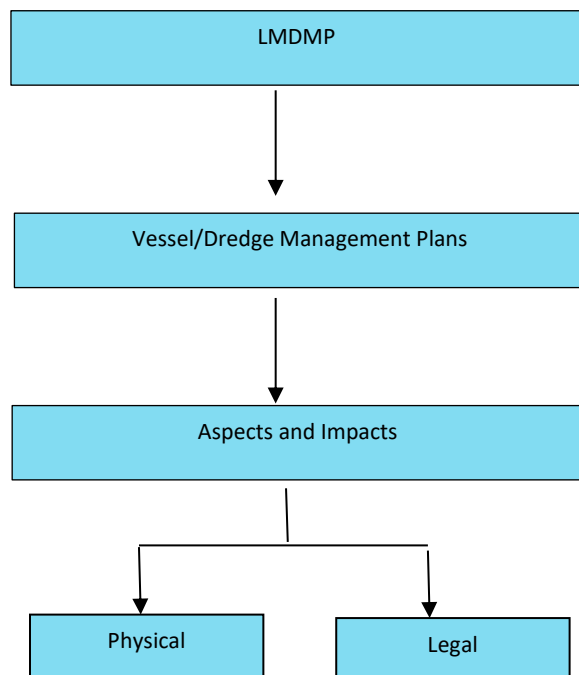 LMDMP
Vessel/Dredge Management Plans
Aspects and Impacts
Physical
Legal